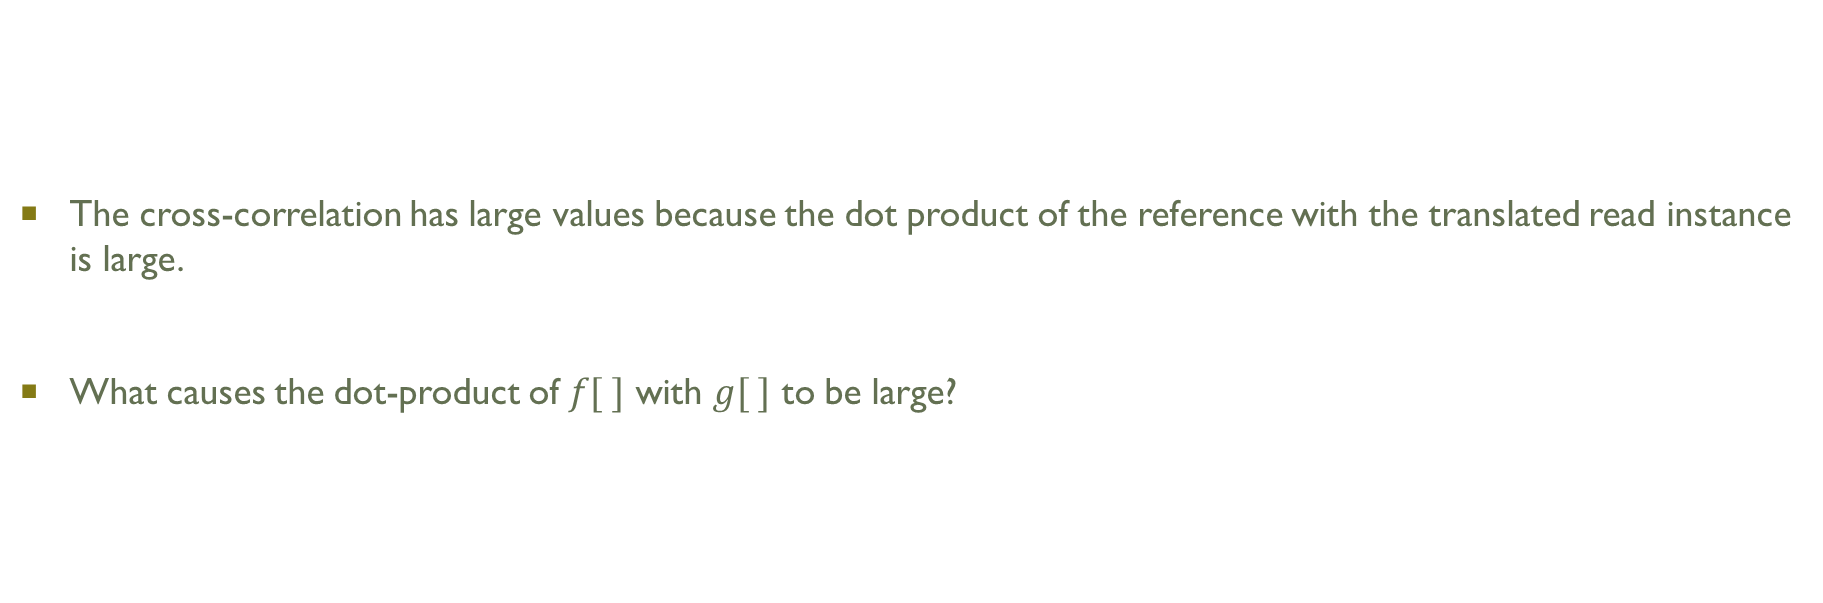 ▪ The cross-correlation has large values because the dot product of the reference with the translated read instance
is large.
▪ What causes the dot-product of f[ ] with g[ ] to be large?